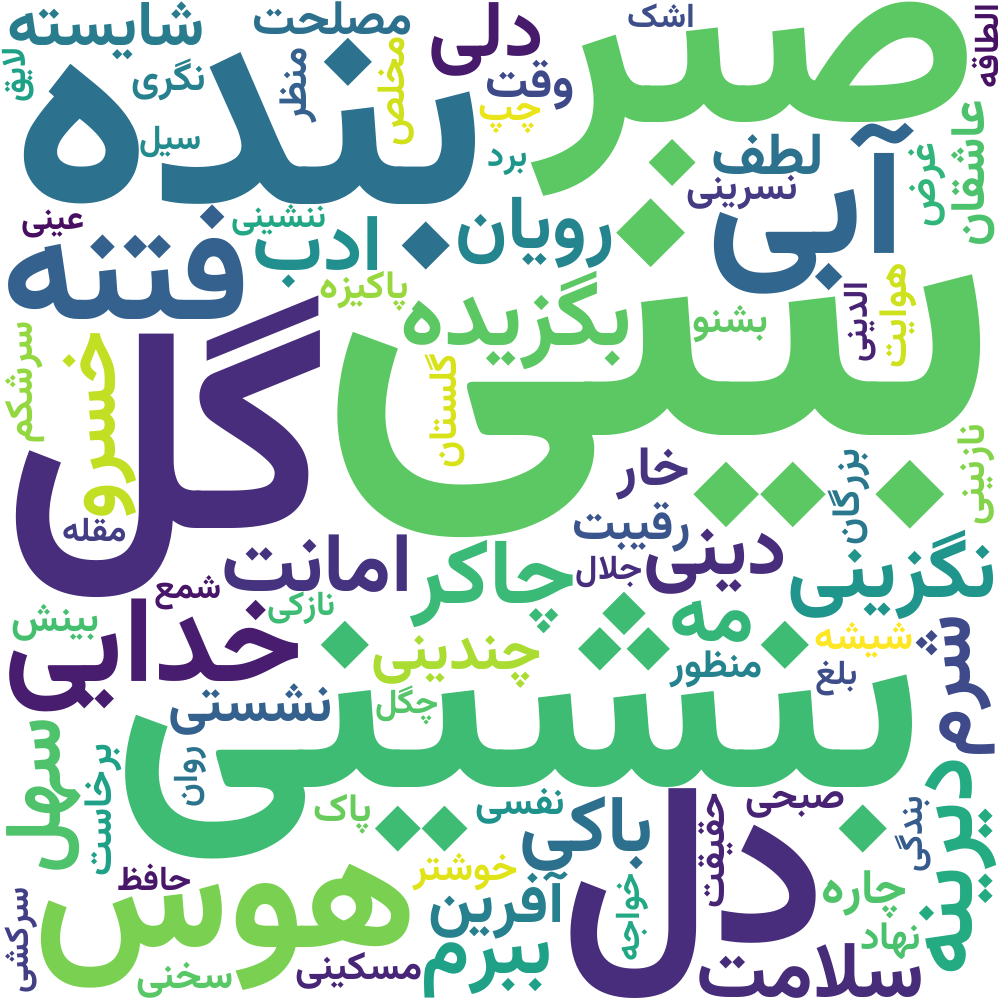 شایسته
مصلحت
دلی
اشک
صبر
الطاقه
لایق
نگری
منظر
مخلص
وقت
چپ
بنده
سیل
برد
لطف
نسرینی
آبی
غرض
عاشقان
عینی
ننشینی
فتنه
ادب
رویان
پاکیزه
بگزیده
بشنو
الدینی
هوایت
بینی
سرشکم
خسرو
گل
گلستان
خار
بزرگان
نازنینی
مقله
رقیبت
امانت
چاکر
جلال
دینی
نگزینی
شمع
نازکی
بینش
خدایی
چندینی
مه
منظور
شیشه
بلغ
شرم
چگل
نشستی
بنشینی
سهل
برخاست
روان
پاک
نفسی
باکی
دل
حقیقت
صبحی
بندگی
دیرینه
حافظ
خوشتر
هوس
آفرین
خواجه
چاره
نهاد
سرکشی
سخنی
مسکینی
ببرم
سلامت